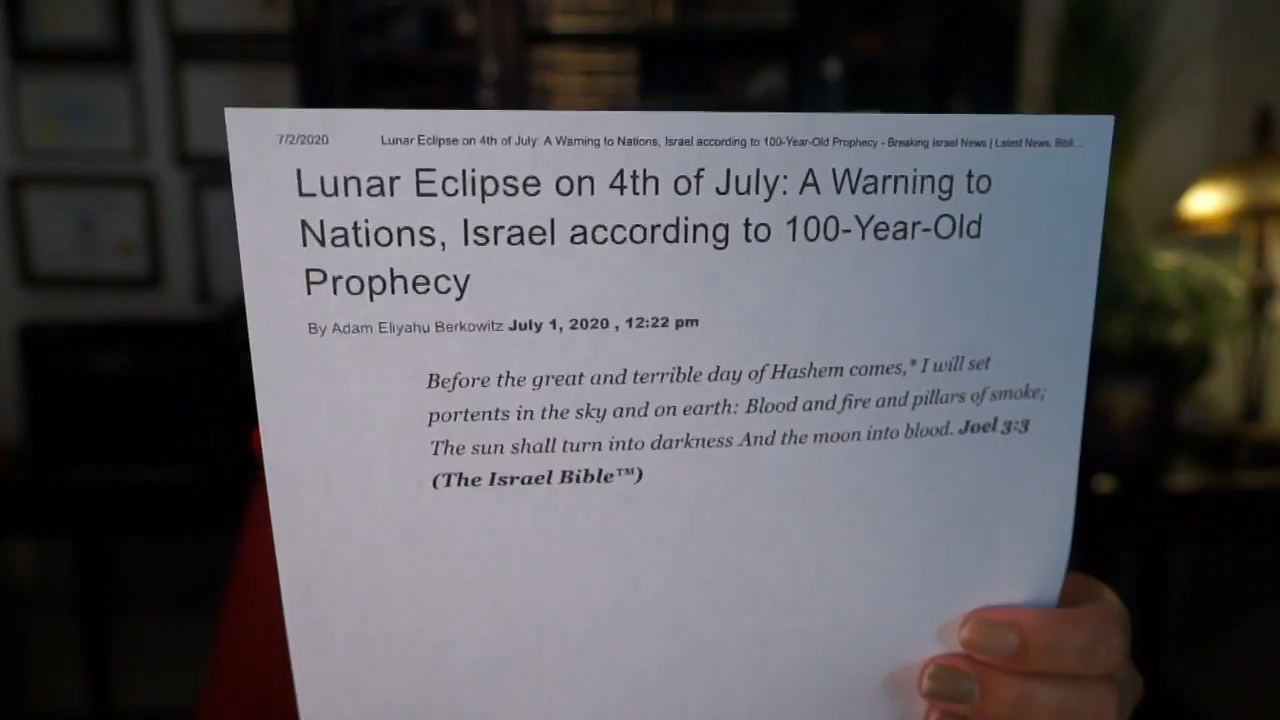 7/2/2020 Lunar Eclipse on 4th of July: A Warning to Nations, Israel according to 100-Year-Old Prophecy - Breaking Israel News | Latest News. Bibl...
Lunar Eclipse on 4th of July: A Warning to
Nations, Israel according to 100-Year-Old
Prophecy
By Adam Eliyahu Berkowitz July 1, 2020 , 12:22 pm
Before the great and terrible day of Hashem comes,* I will set
portents in the sky and on earth: Blood and fire and pillars of smoke;
The sun shall turn into darkness And the moon into blood. Joel 3:3
(The Israel Bible™)